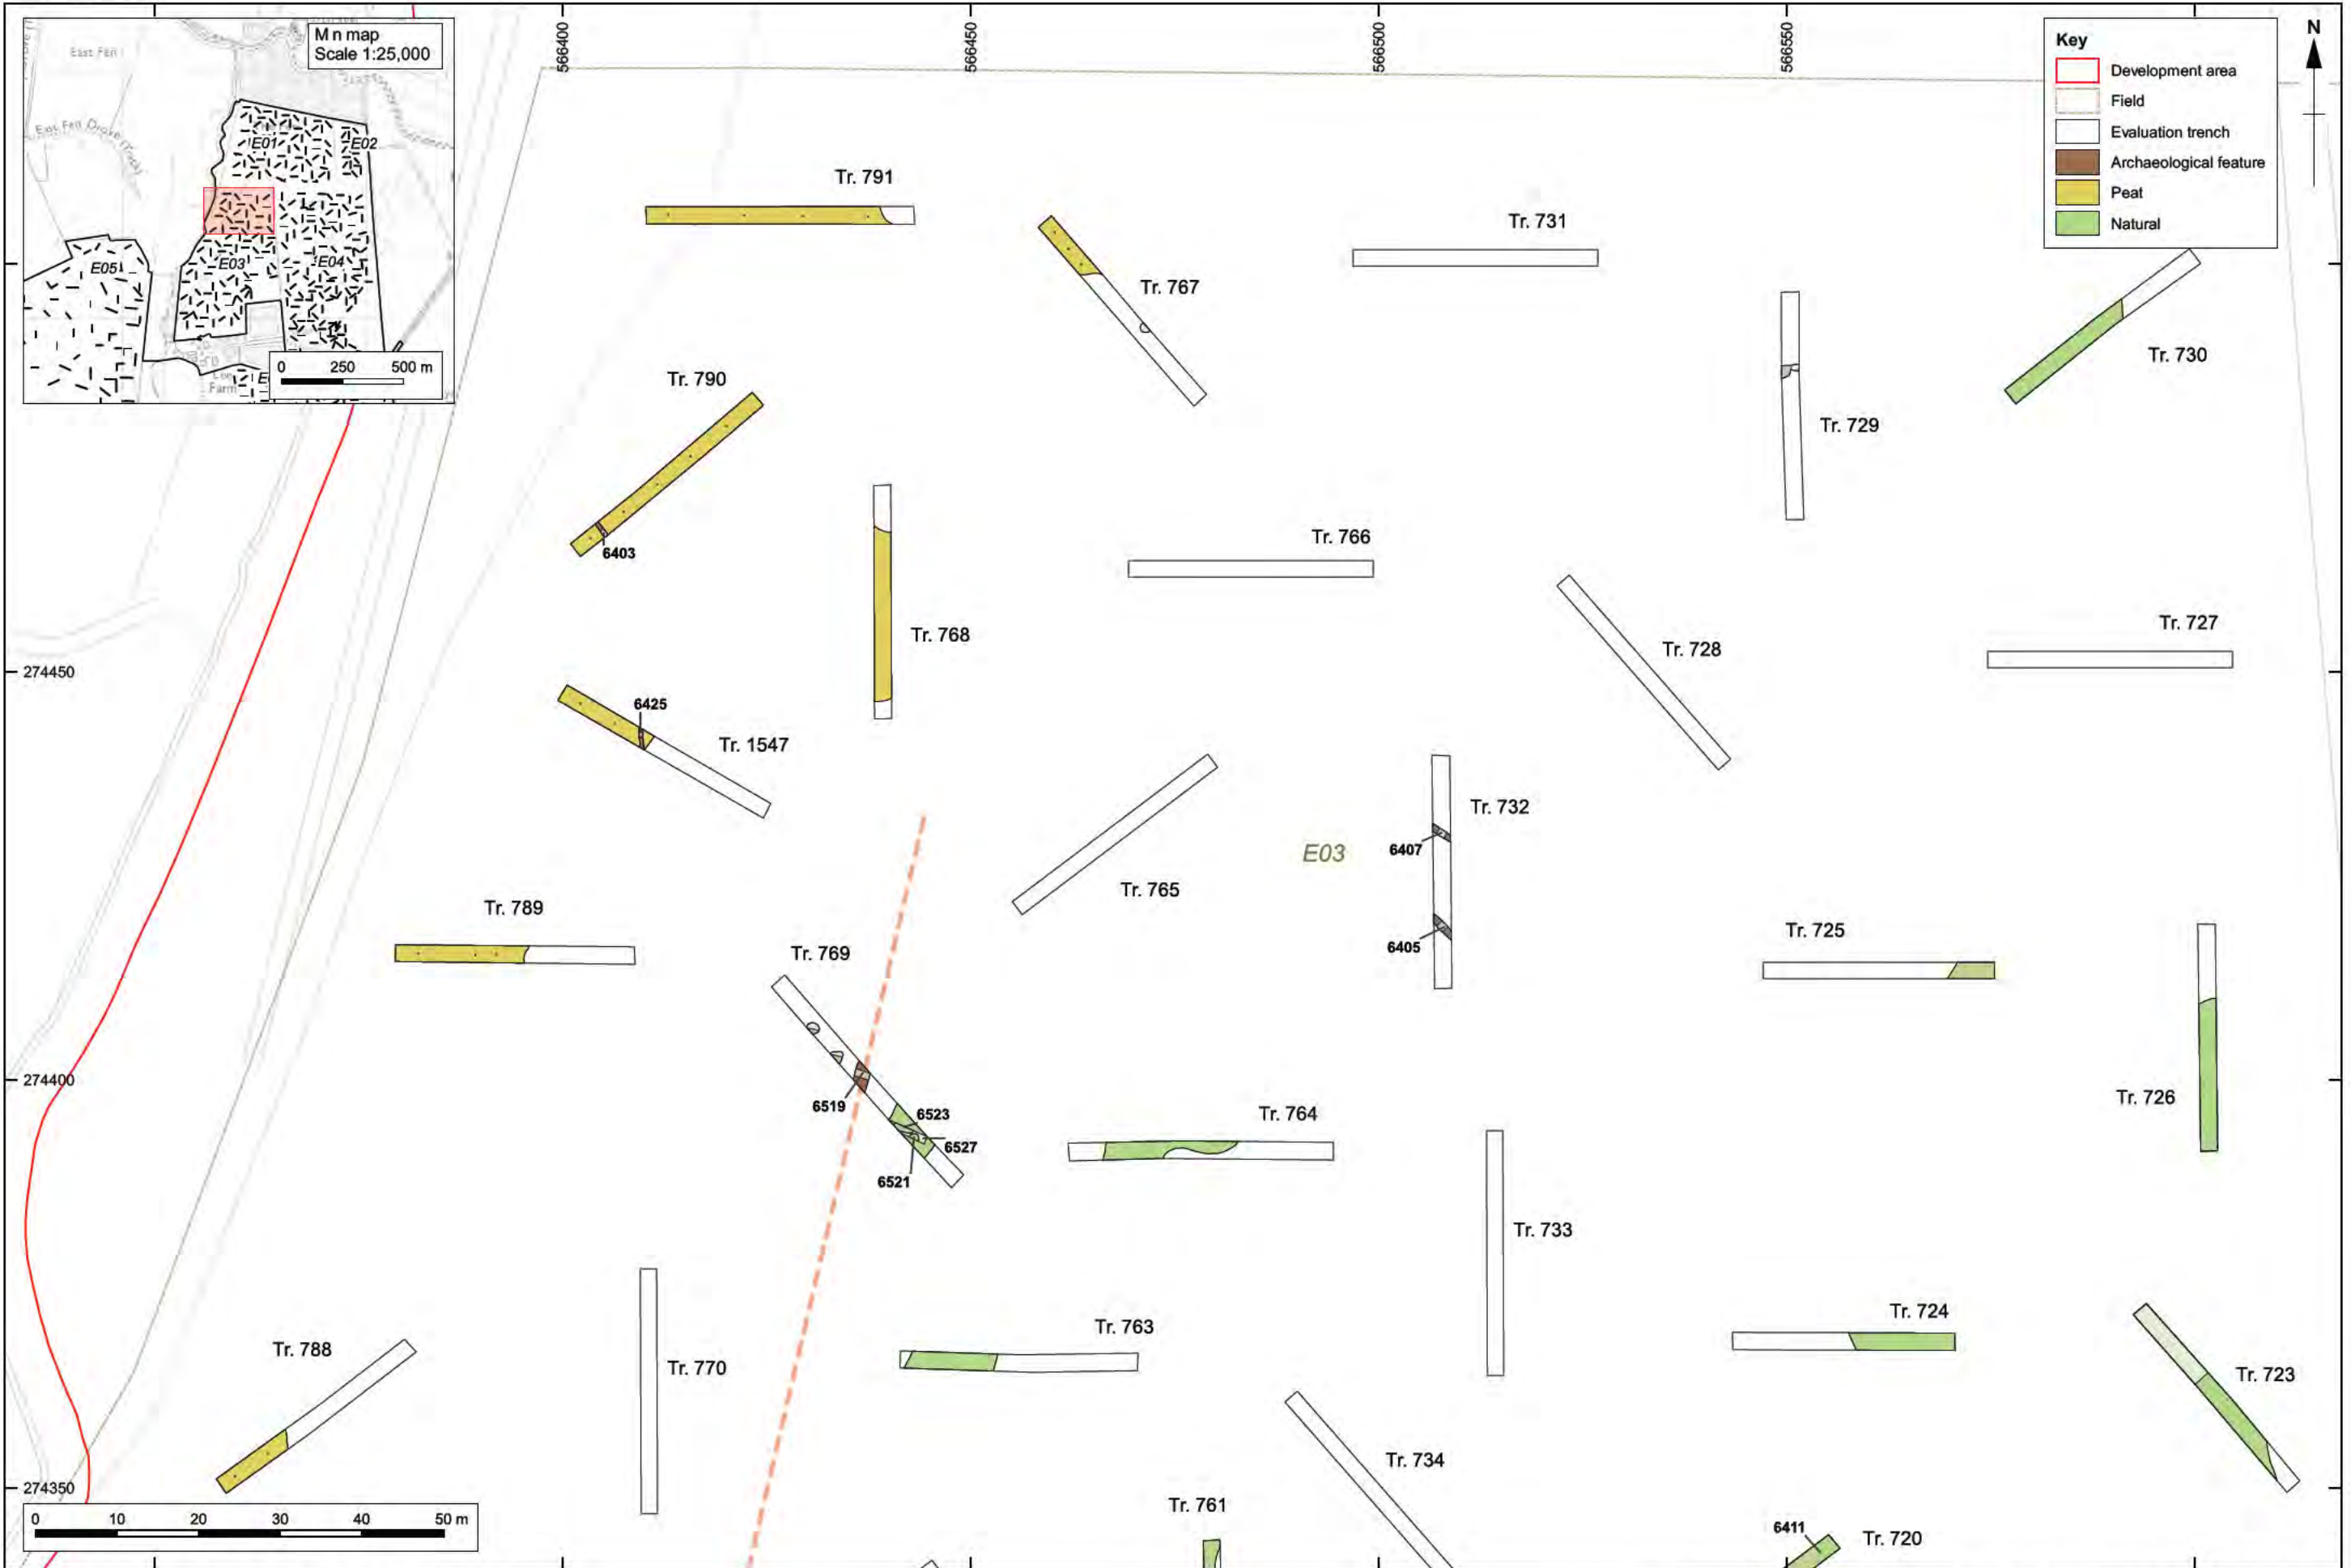 M n map
Scale 1:25,000
East Fen
East Fen Drove (Track)
E01
E02
E03
E04
E05
Farm
0 250 500 m
566400
566450
566500
566550
N
Key
Development area
Field
Evaluation trench
Archaeological feature
Peat
Natural
Tr. 791
Tr. 767
Tr. 731
Tr. 730
Tr. 790
Tr. 729
6403
Tr. 766
Tr. 768
Tr. 728
Tr. 727
274450
6425
Tr. 1547
Tr. 732
E03
6407
Tr. 765
Tr. 789
Tr. 725
6405
Tr. 769
274400
6519
6523
6527
6521
Tr. 764
Tr. 726
Tr. 733
Tr. 788
Tr. 770
Tr. 763
Tr. 724
Tr. 723
Tr. 734
274350
Tr. 761
6411
Tr. 720
0 10 20 30 40 50 m